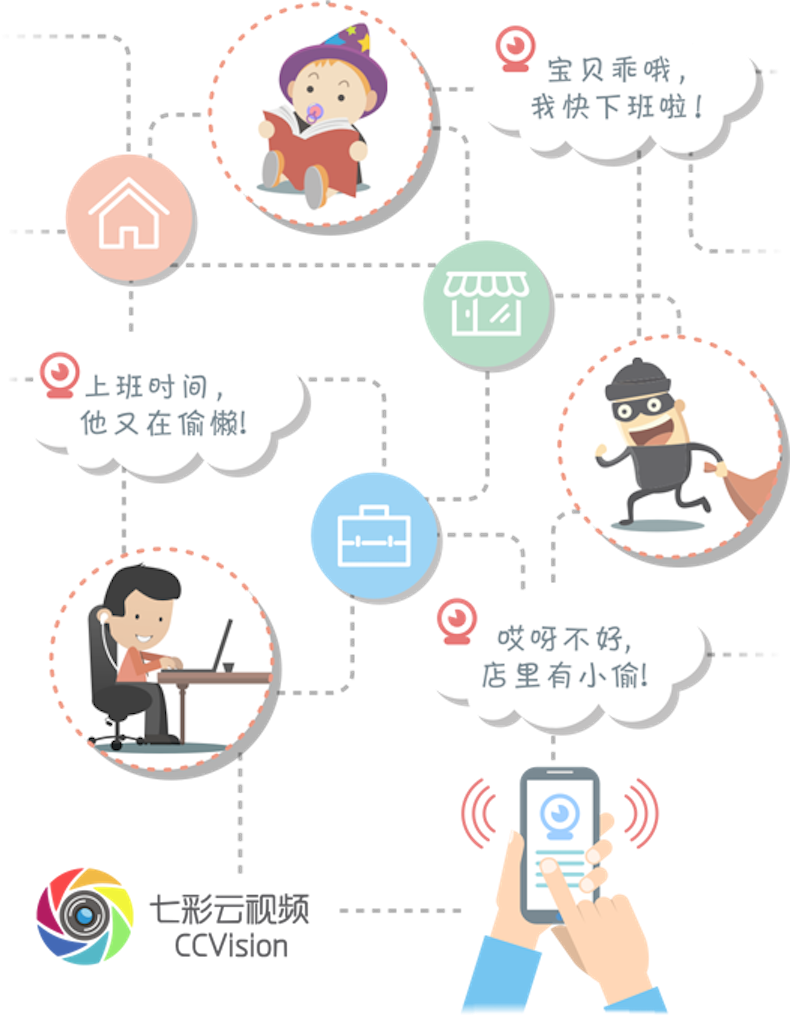 宝贝乖哦，
我快下班啦！
上班时间，
他又在偷懒！
哎呀不好，
店里有小偷！
七彩云视频
CCVision